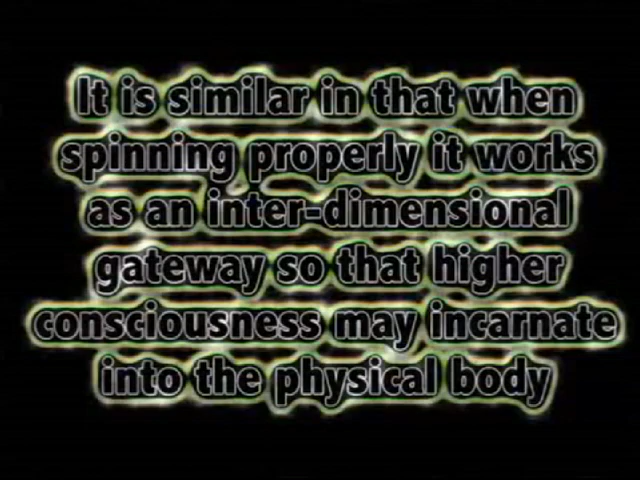 It is similar in that when
spinning properly it works
as an inter-dimensional
gateway so that higher
consciousness may incarnate
into the physical body